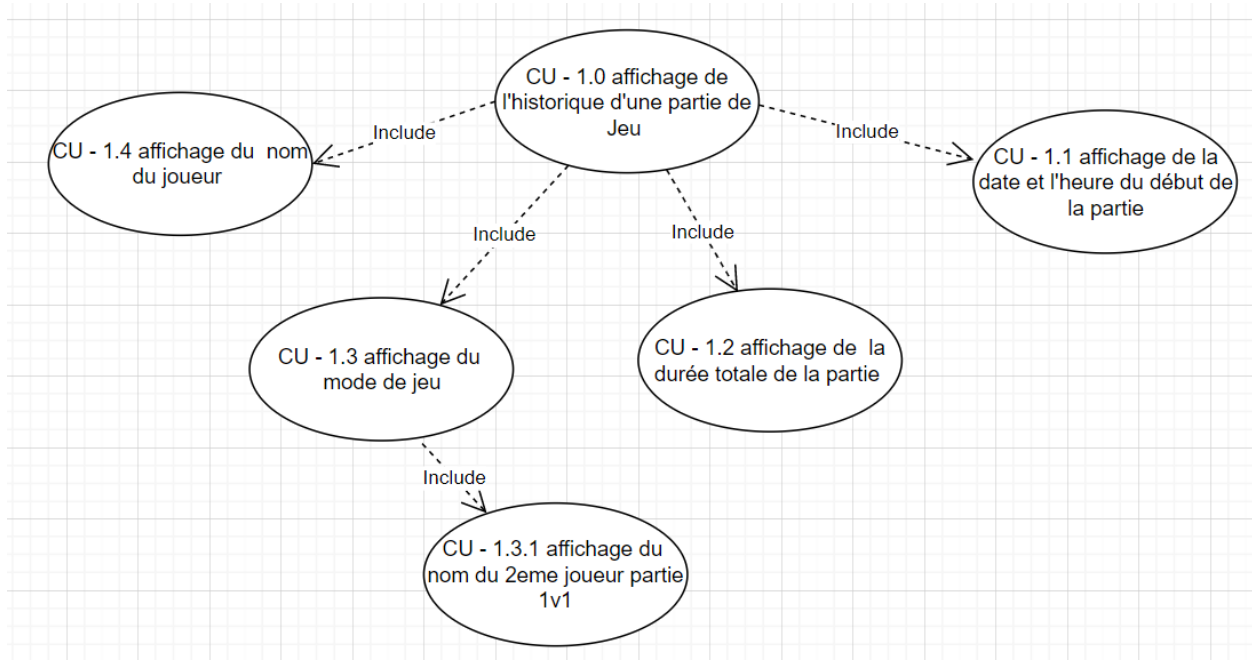 CU - 1.0 affichage de
l'historique d'une partie de
Jeu
Include
Include
CU - 1.4 affichage du  nom
du joueur
CU - 1.1 affichage de la
date et l'heure du début de
la partie
Include
Include
CU - 1.3 affichage du
mode de jeu
CU - 1.2 affichage de  la
durée totale de la partie
Include
CU - 1.3.1 affichage du
nom du 2eme joueur partie
1v1